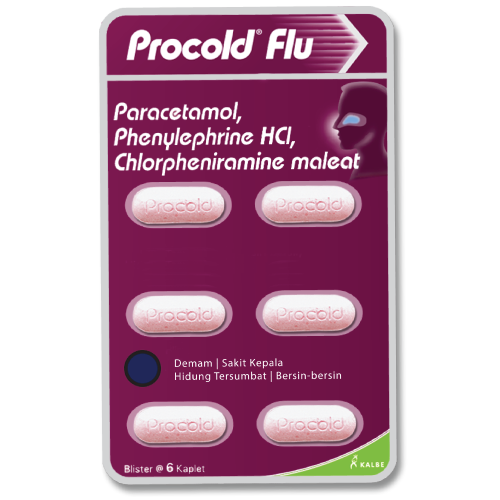 Procold® Flu
Paracetamol,
Phenylephrine HCl,
Chlorpheniramine maleat
Procold Procold
Procold Procold
Demam | Sakit Kepala
Hidung Tersumbat | Bersin-bersin
Procold Procold
Blister @ 6 Kaplet
KALBE